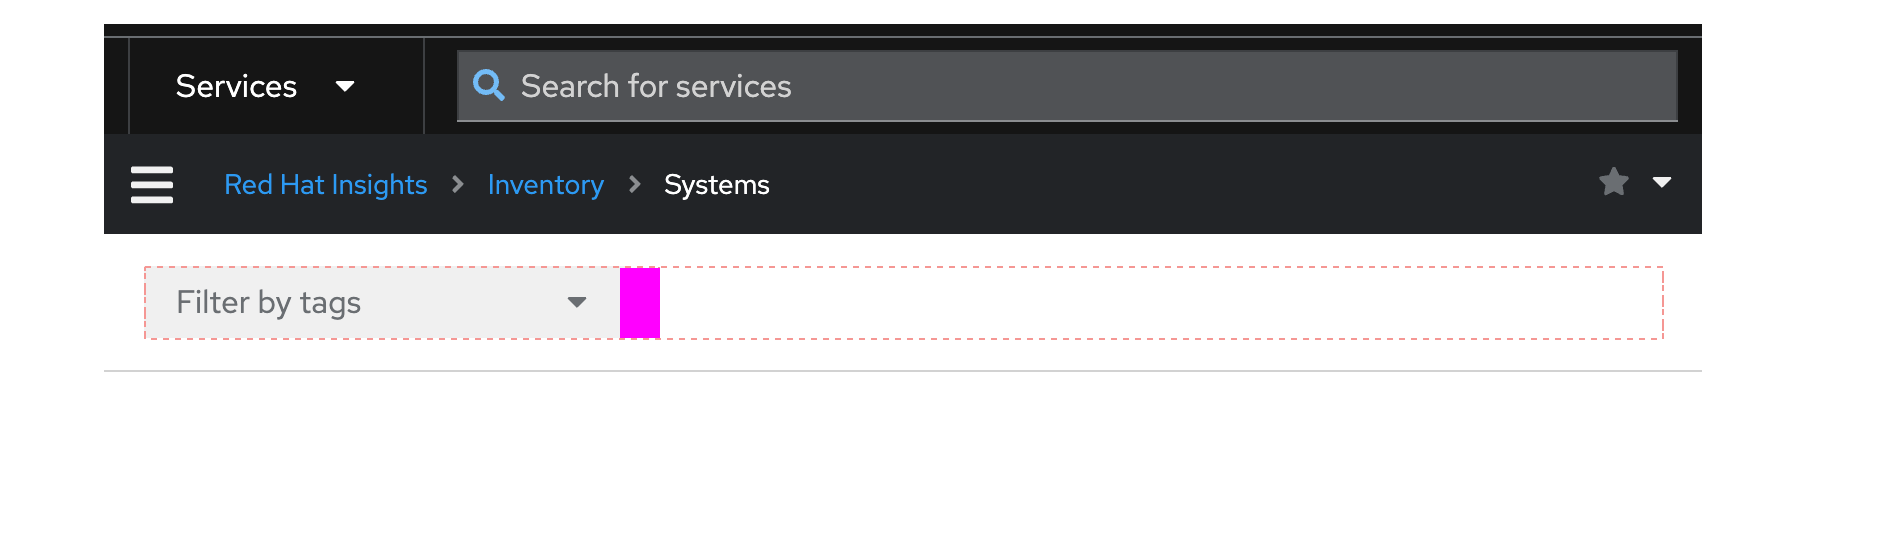 Services
Search for services
Red Hat Insights > Inventory > Systems
Filter by tags